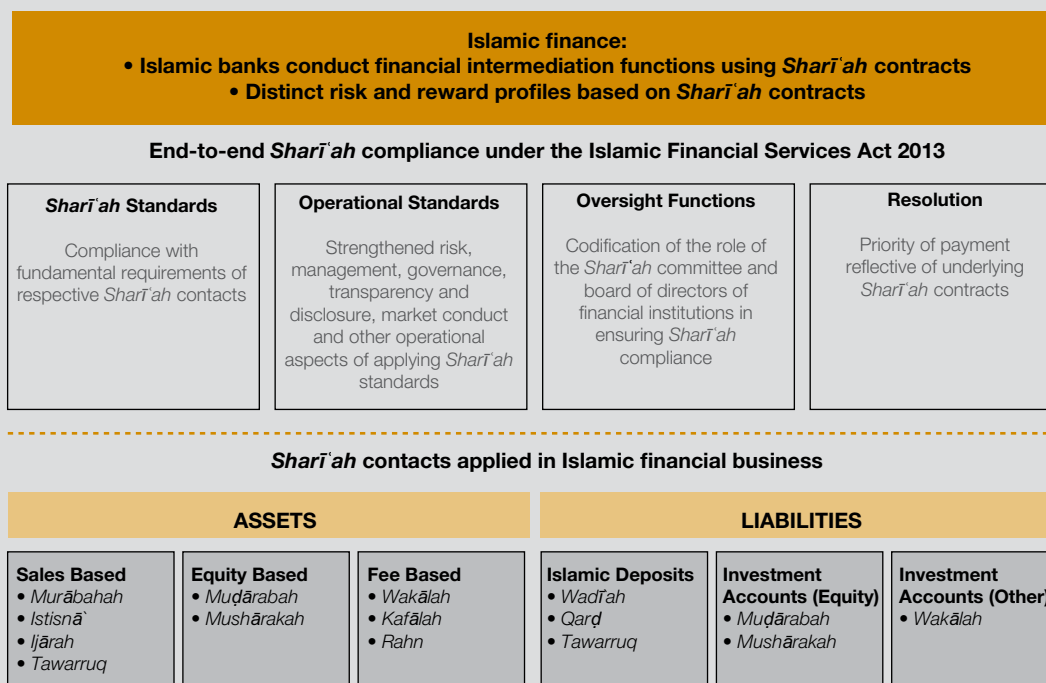 Islamic finance:
• Islamic banks conduct financial intermediation functions using Sharīʿah contracts
• Distinct risk and reward profiles based on Sharīʿah contracts
End-to-end Sharīʿah compliance under the Islamic Financial Services Act 2013
Sharīʿah Standards
Compliance with
fundamental requirements of
respective Sharīʿah contacts
Operational Standards
Strengthened risk,
management, governance,
transparency and
disclosure, market conduct
and other operational
aspects of applying Sharīʿah
standards
Oversight Functions
Codification of the role of
the Sharīʿah committee and
board of directors of
financial institutions in
ensuring Sharīʿah
compliance
Resolution
Priority of payment
reflective of underlying
Sharīʿah contracts
Sharīʿah contacts applied in Islamic financial business
ASSETS
Sales Based
• Murābahah
• Istisnā`
• Ijārah
• Tawarruq
Equity Based
• Muḍārabah
• Mushārakah
Fee Based
• Wakālah
• Kafālah
• Rahn
LIABILITIES
Islamic Deposits
• Wadīʿah
• Qarḍ
• Tawarruq
Investment
Accounts (Equity)
• Muḍārabah
• Mushārakah
Investment
Accounts (Other)
• Wakālah